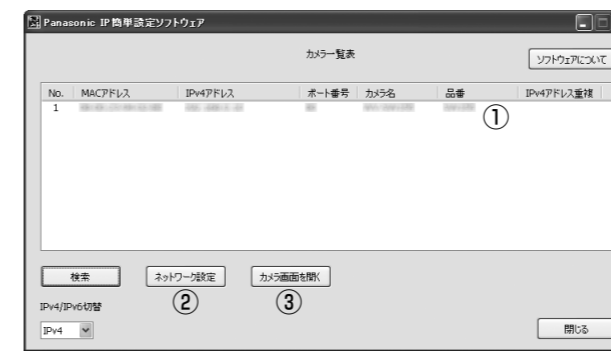 Panasonic IP簡単設定ソフトウェア
カメラ一覧表
ソフトウェアについて
No. MACアドレス IPv4アドレス ポート番号 カメラ名 品番 IPv4アドレス重複
1
①
検索 ネットワーク設定 カメラ画面を開く
② ③
IPv4/IPv6切替
IPv4 閉じる